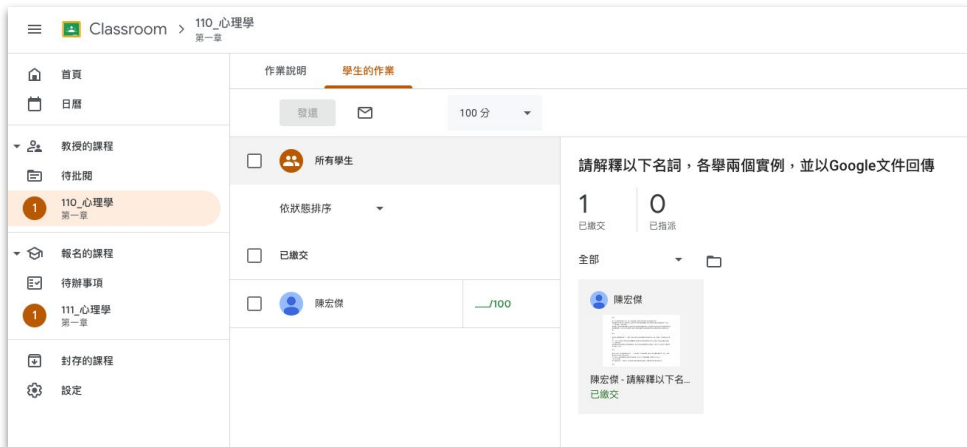 Classroom > 110_心理學
第一章
首頁
日曆
教授的課程
待批閱
1 110_心理學
第一章
報名的課程
待辦事項
1 111_心理學
第一章
封存的課程
設定
作業說明 學生的作業
發還 100 分
所有學生
依狀態排序
已繳交
陳宏傑 __/100
請解釋以下名詞，各舉兩個實例，並以Google文件回傳
1 0
已繳交 已指派
全部
陳宏傑
陳宏傑 - 請解釋以下名...
已繳交